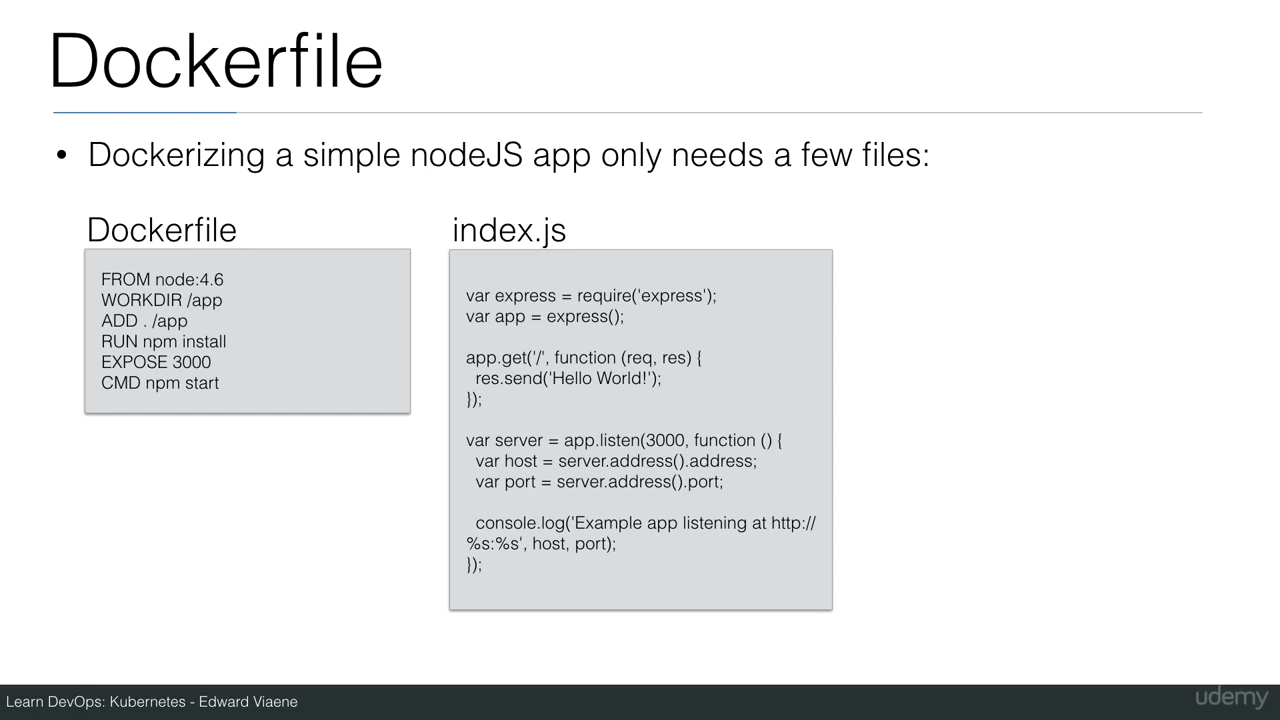 Dockerfile
• Dockerizing a simple nodeJS app only needs a few files:
Dockerfile
FROM node:4.6
WORKDIR /app
ADD . /app
RUN npm install
EXPOSE 3000
CMD npm start
index.js
var express = require('express');
var app = express();
app.get('/', function (req, res) {
  res.send('Hello World!');
});
var server = app.listen(3000, function () {
  var host = server.address().address;
  var port = server.address().port;
  console.log('Example app listening at http://
%s:%s', host, port);
});
Learn DevOps: Kubernetes - Edward Viaene
udemy